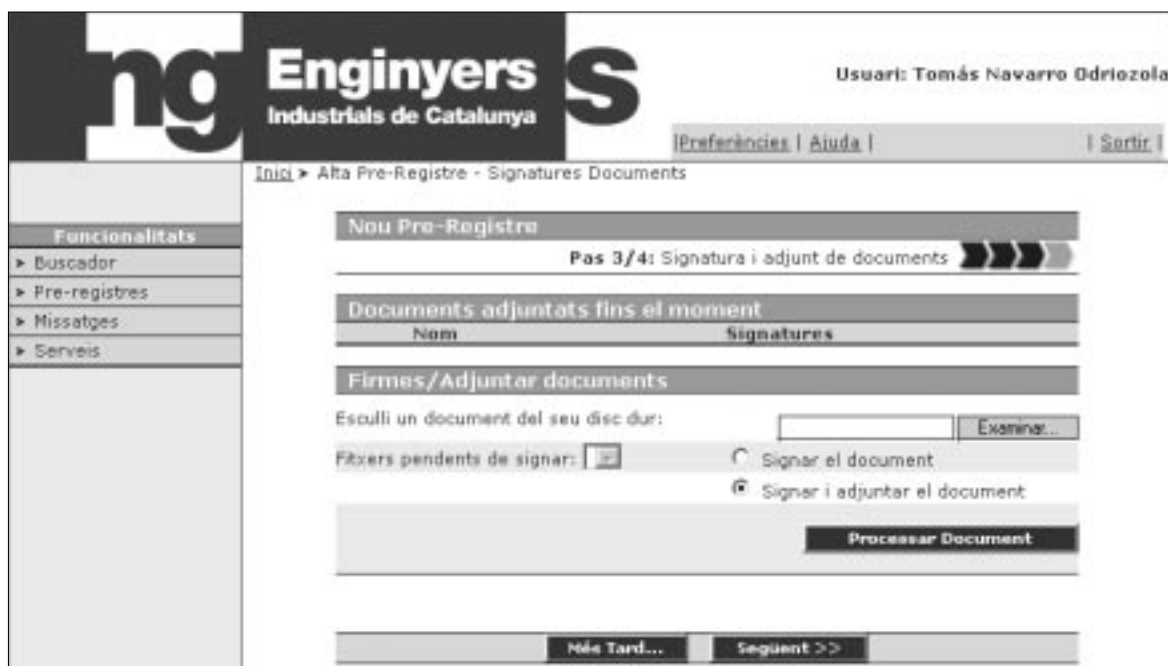 ng Enginyers s
Industrials de Catalunya
Usuari: Tomás Navarro Odriozola
|Preferències | Ajuda | | Sortir |
Inici ► Alta Pre-Registre - Signatures Documents
Funcionalitats
► Buscador
► Pre-registres
► Missatges
► Serveis
Nou Pre-Registre
Pas 3/4: Signatura i adjunt de documents
Documents adjuntats fins el moment
Nom Signatures
Firmes/Adjuntar documents
Esculli un document del seu disc dur: Examinar...
Fitxers pendents de signar: Signar el document
Signar i adjuntar el document
Processar Document
Més Tard... Següent >>